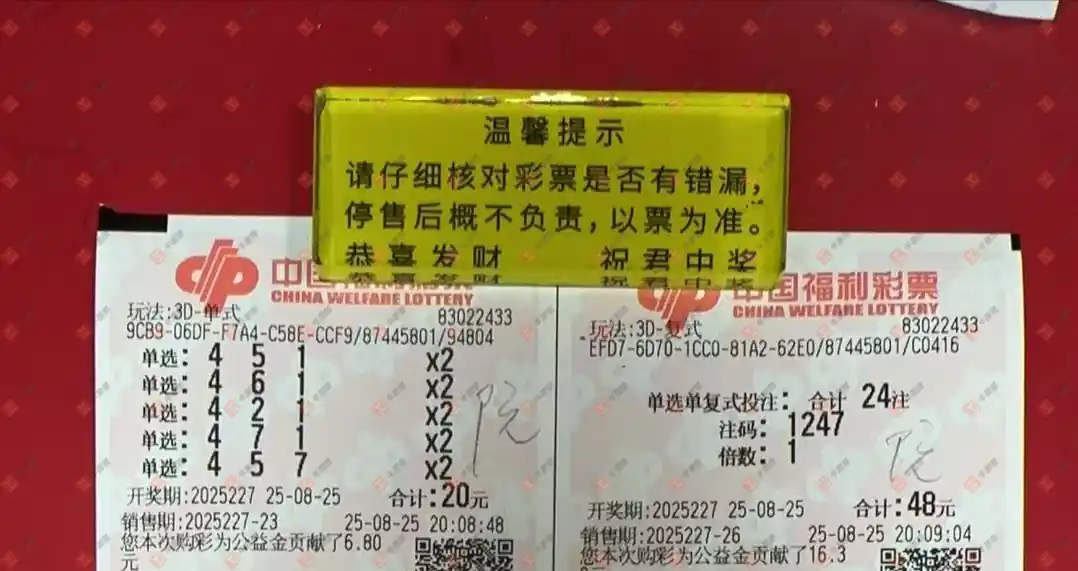 温馨提示
请仔细核对彩票是否有错漏，
停售后概不负责，以票为准。
恭喜发财 祝君中奖
中国福利彩票
CHINA WELFARE LOTTERY
玩法:3D-单式 83022433
9CB9-06DF-F7A4-C58E-CCF9/87445801/94804
单选: 4 5 1 x2
单选: 4 6 1 x2
单选: 4 2 1 x2
单选: 4 7 1 x2
单选: 4 5 7 x2
院
开奖期:2025227 25-08-25 合计:20元
销售期:2025227-23 25-08-25 20:08:48
您本次购彩为公益金贡献了6.80
元
中国福利彩票
CHINA WELFARE LOTTERY
玩法:3D-复式 83022433
EFD7-6D70-1CC0-81A2-62E0/87445801/C0416
单选单复式投注: 合计 24注
注码: 1247
倍数: 1
院
开奖期:2025227 25-08-25 合计:48元
销售期:2025227-26 25-08-25 20:09:04
您本次购彩为公益金贡献了16.3